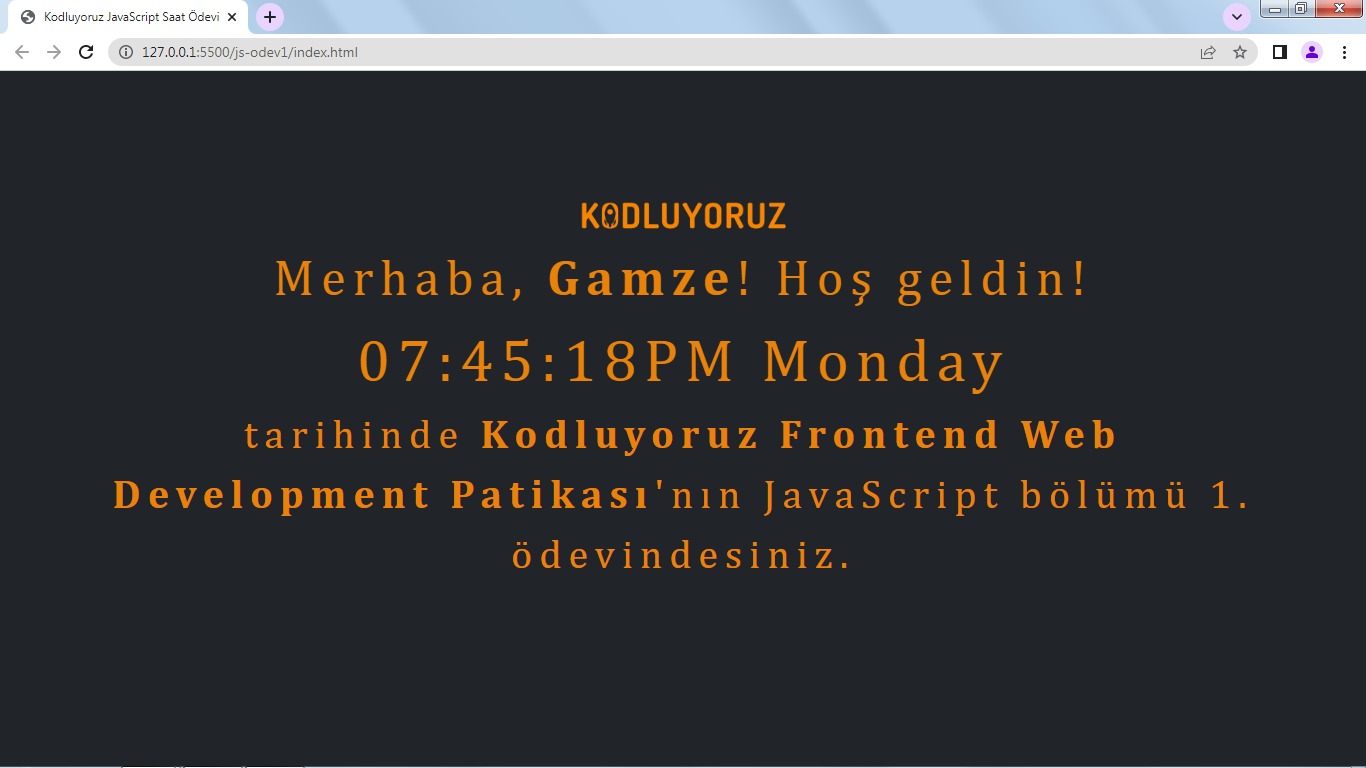 Kodluyoruz JavaScript Saat Ödevi
127.0.0.1:5500/js-odev1/index.html
KODLUYORUZ
Merhaba, Gamze! Hoş geldin!
07:45:18PM Monday
tarihinde Kodluyoruz Frontend Web
Development Patikası'nın JavaScript bölümü 1.
ödevindesiniz.